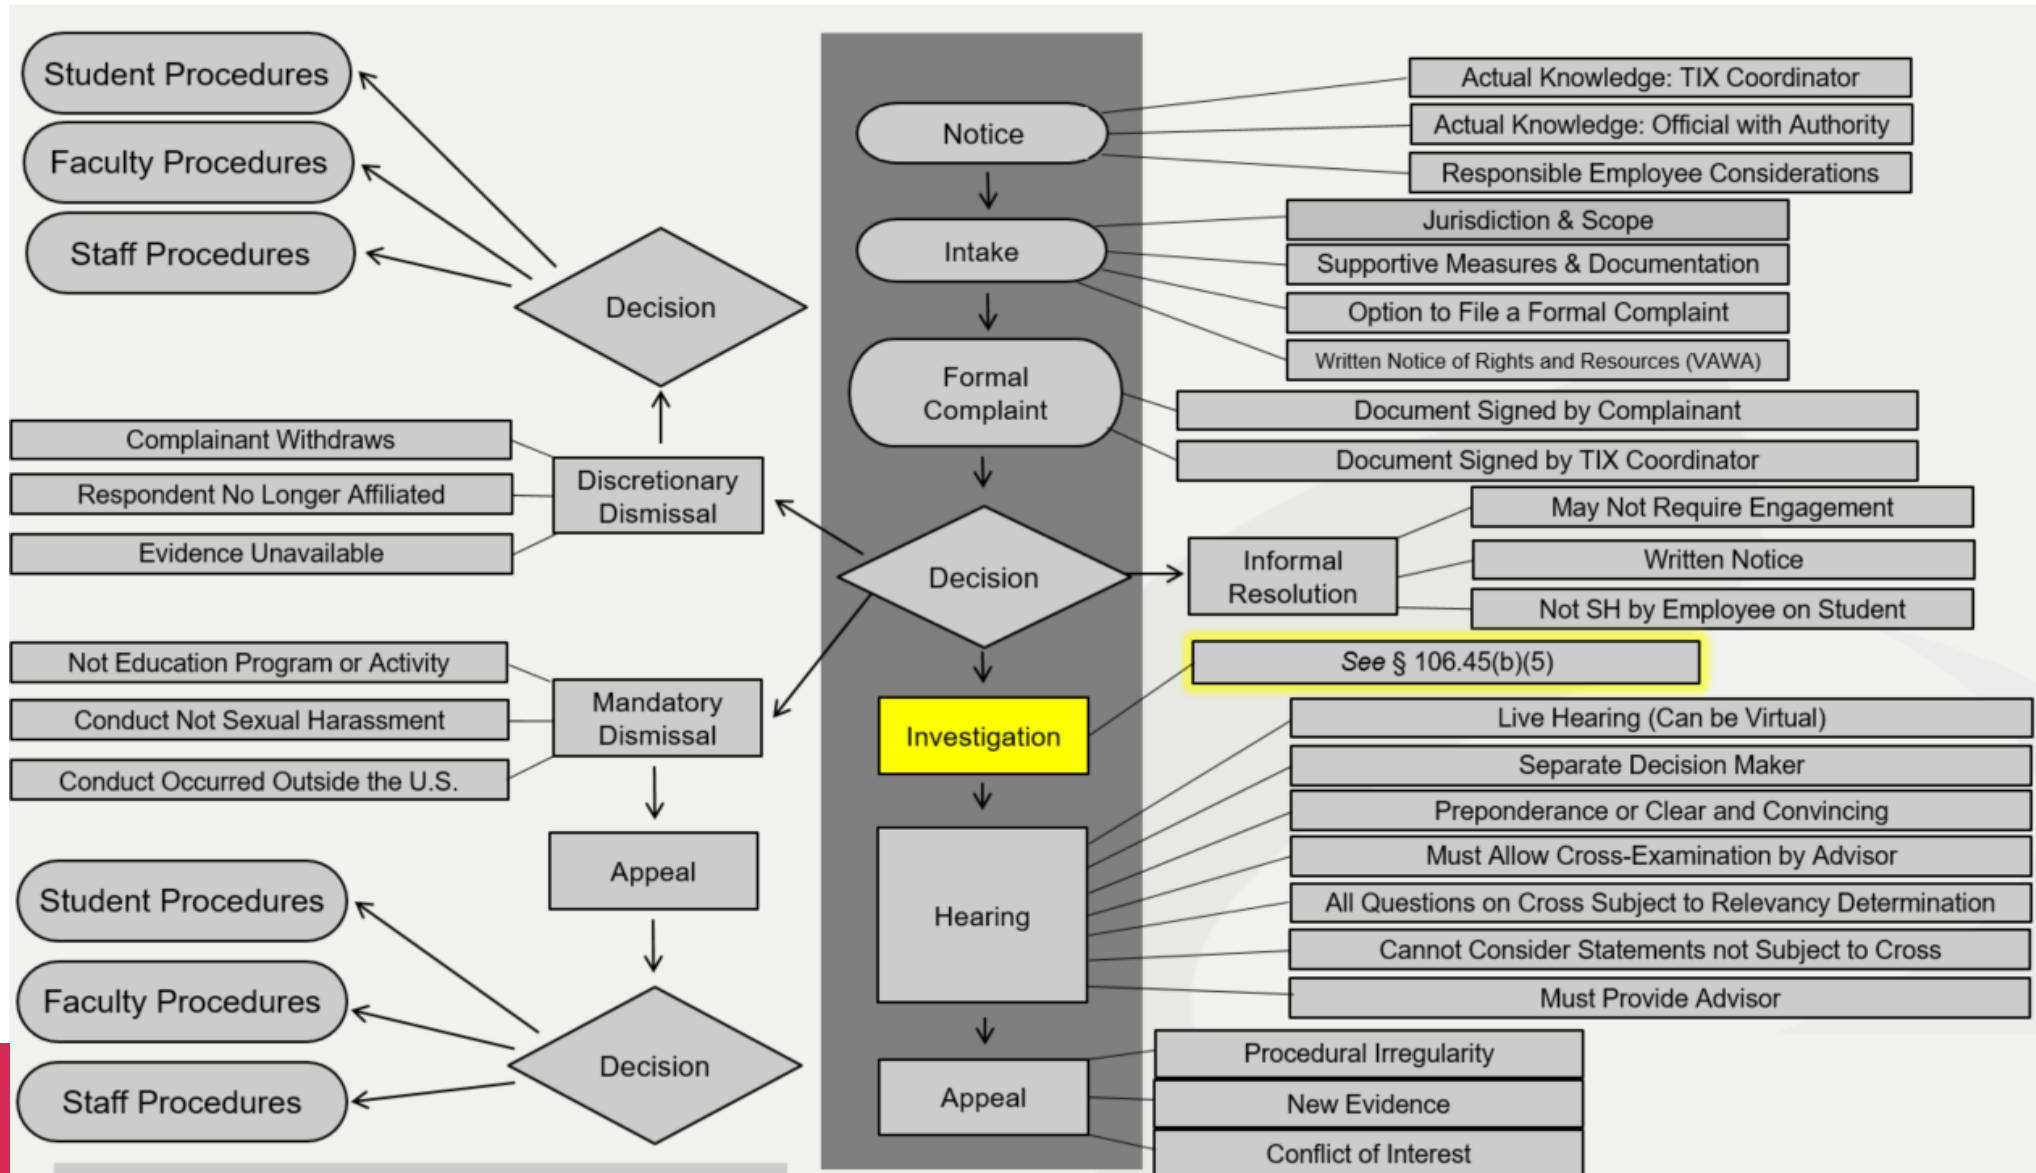 Student Procedures
Faculty Procedures
Staff Procedures
Decision
Complainant Withdraws
Respondent No Longer Affiliated
Evidence Unavailable
Discretionary
Dismissal
Not Education Program or Activity
Conduct Not Sexual Harassment
Conduct Occurred Outside the U.S.
Mandatory
Dismissal
Appeal
Student Procedures
Faculty Procedures
Staff Procedures
Decision
Notice
Actual Knowledge: TIX Coordinator
Actual Knowledge: Official with Authority
Responsible Employee Considerations
Intake
Jurisdiction & Scope
Supportive Measures & Documentation
Option to File a Formal Complaint
Written Notice of Rights and Resources (VAWA)
Formal
Complaint
Document Signed by Complainant
Document Signed by TIX Coordinator
Decision
Informal
Resolution
May Not Require Engagement
Written Notice
Not SH by Employee on Student
Investigation
See § 106.45(b)(5)
Hearing
Live Hearing (Can be Virtual)
Separate Decision Maker
Preponderance or Clear and Convincing
Must Allow Cross-Examination by Advisor
All Questions on Cross Subject to Relevancy Determination
Cannot Consider Statements not Subject to Cross
Must Provide Advisor
Appeal
Procedural Irregularity
New Evidence
Conflict of Interest